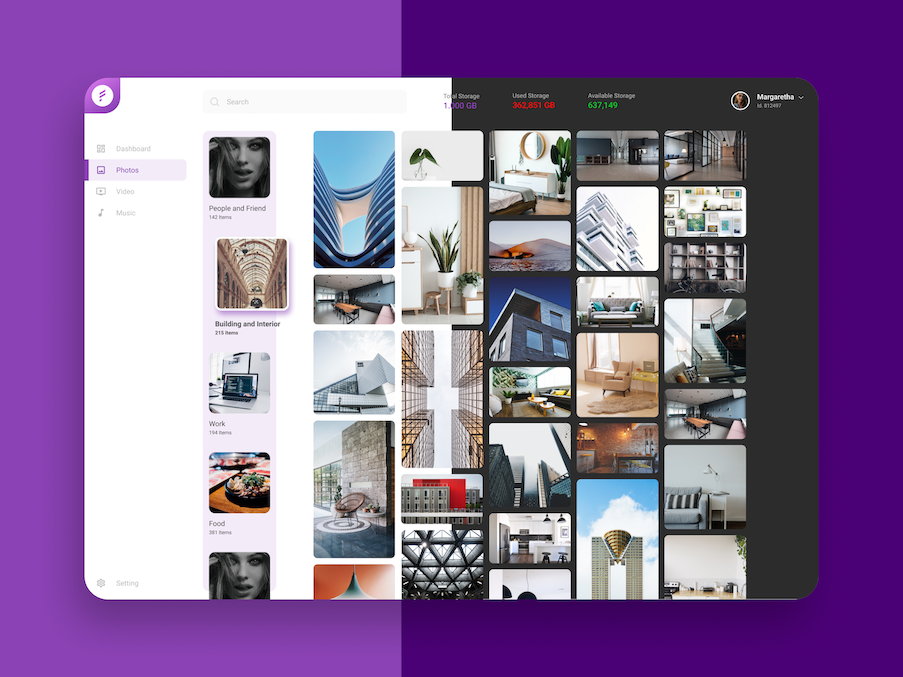 Search
Total Storage
1.000 GB
Used Storage
362,851 GB
Available Storage
637,149
Margaretha
Id. 812497
Dashboard
Photos
Video
Music
Setting
People and Friend
142 Items
Building and Interior
215 Items
Work
194 Items
Food
381 Items